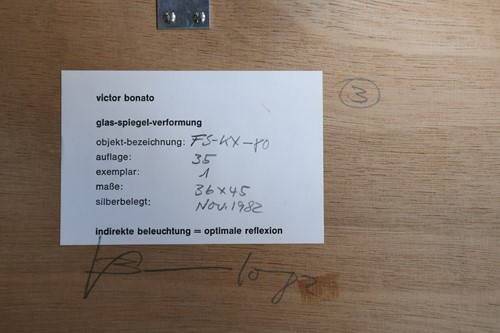 victor bonato
glas-spiegel-verformung
objekt-bezeichnung: FS-KX-80
auflage: 35
exemplar: 1
maße: 36x45
silberbelegt: Nov. 1982
indirekte beleuchtung = optimale reflexion
3